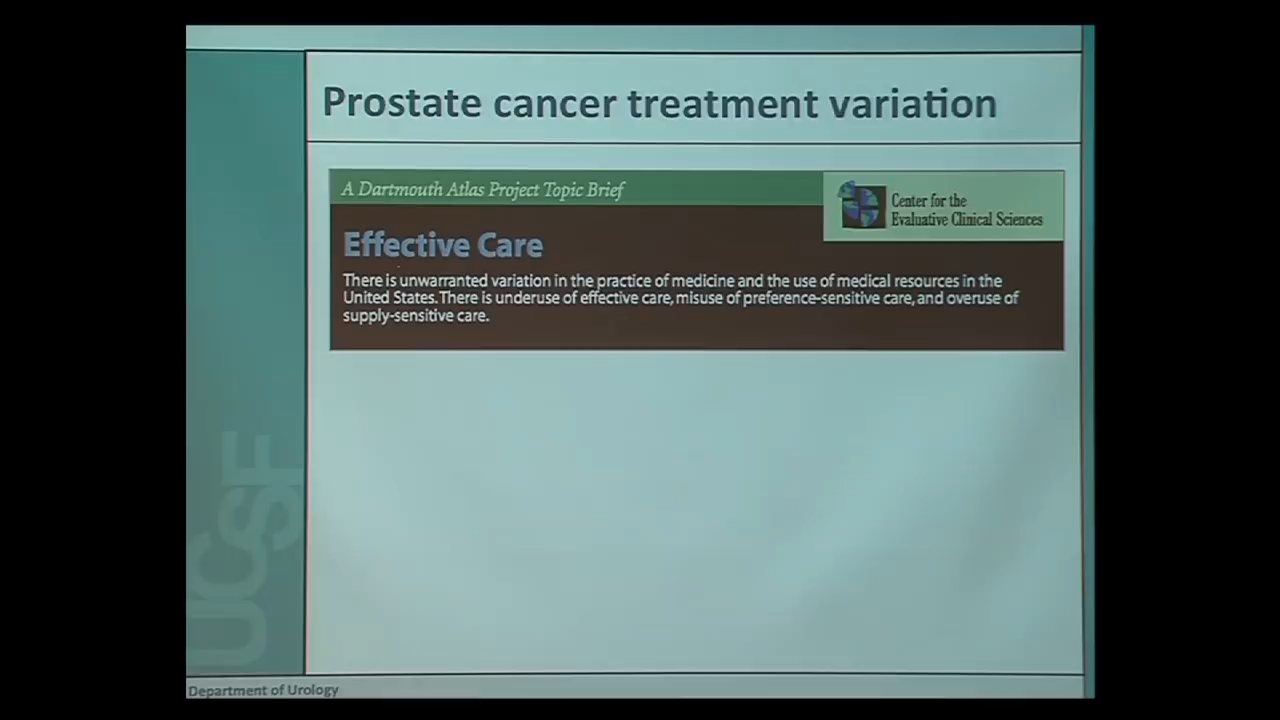 Prostate cancer treatment variation
A Dartmouth Atlas Project Topic Brief
Center for the
Evaluative Clinical Sciences
Effective Care
There is unwarranted variation in the practice of medicine and the use of medical resources in the
United States. There is underuse of effective care, misuse of preference-sensitive care, and overuse of
supply-sensitive care.
UCSF
Department of Urology